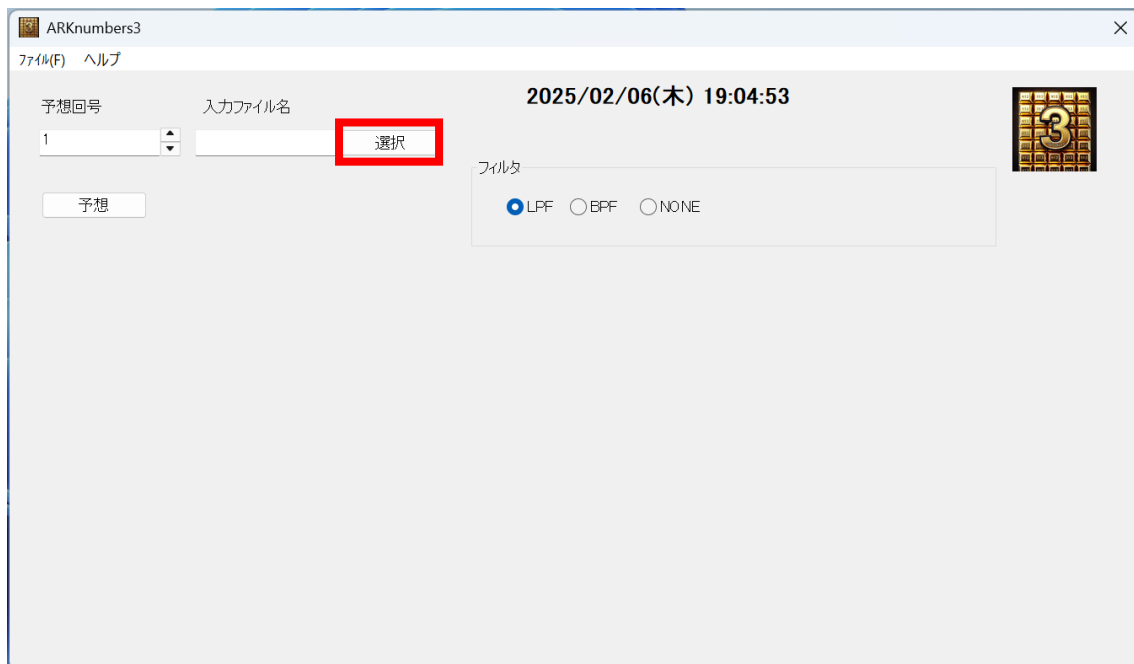 ARKnumbers3
ファイル(F) ヘルプ
2025/02/06(木) 19:04:53
予想回号 入力ファイル名
1 選択
3
フィルタ
予想
LPF BPF NONE